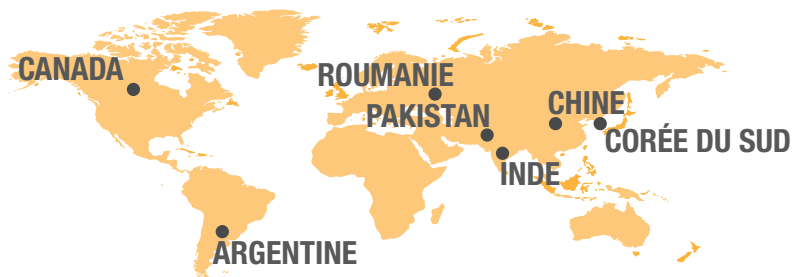 CANADA
ROUMANIE
PAKISTAN
CHINE
CORÉE DU SUD
INDE
ARGENTINE